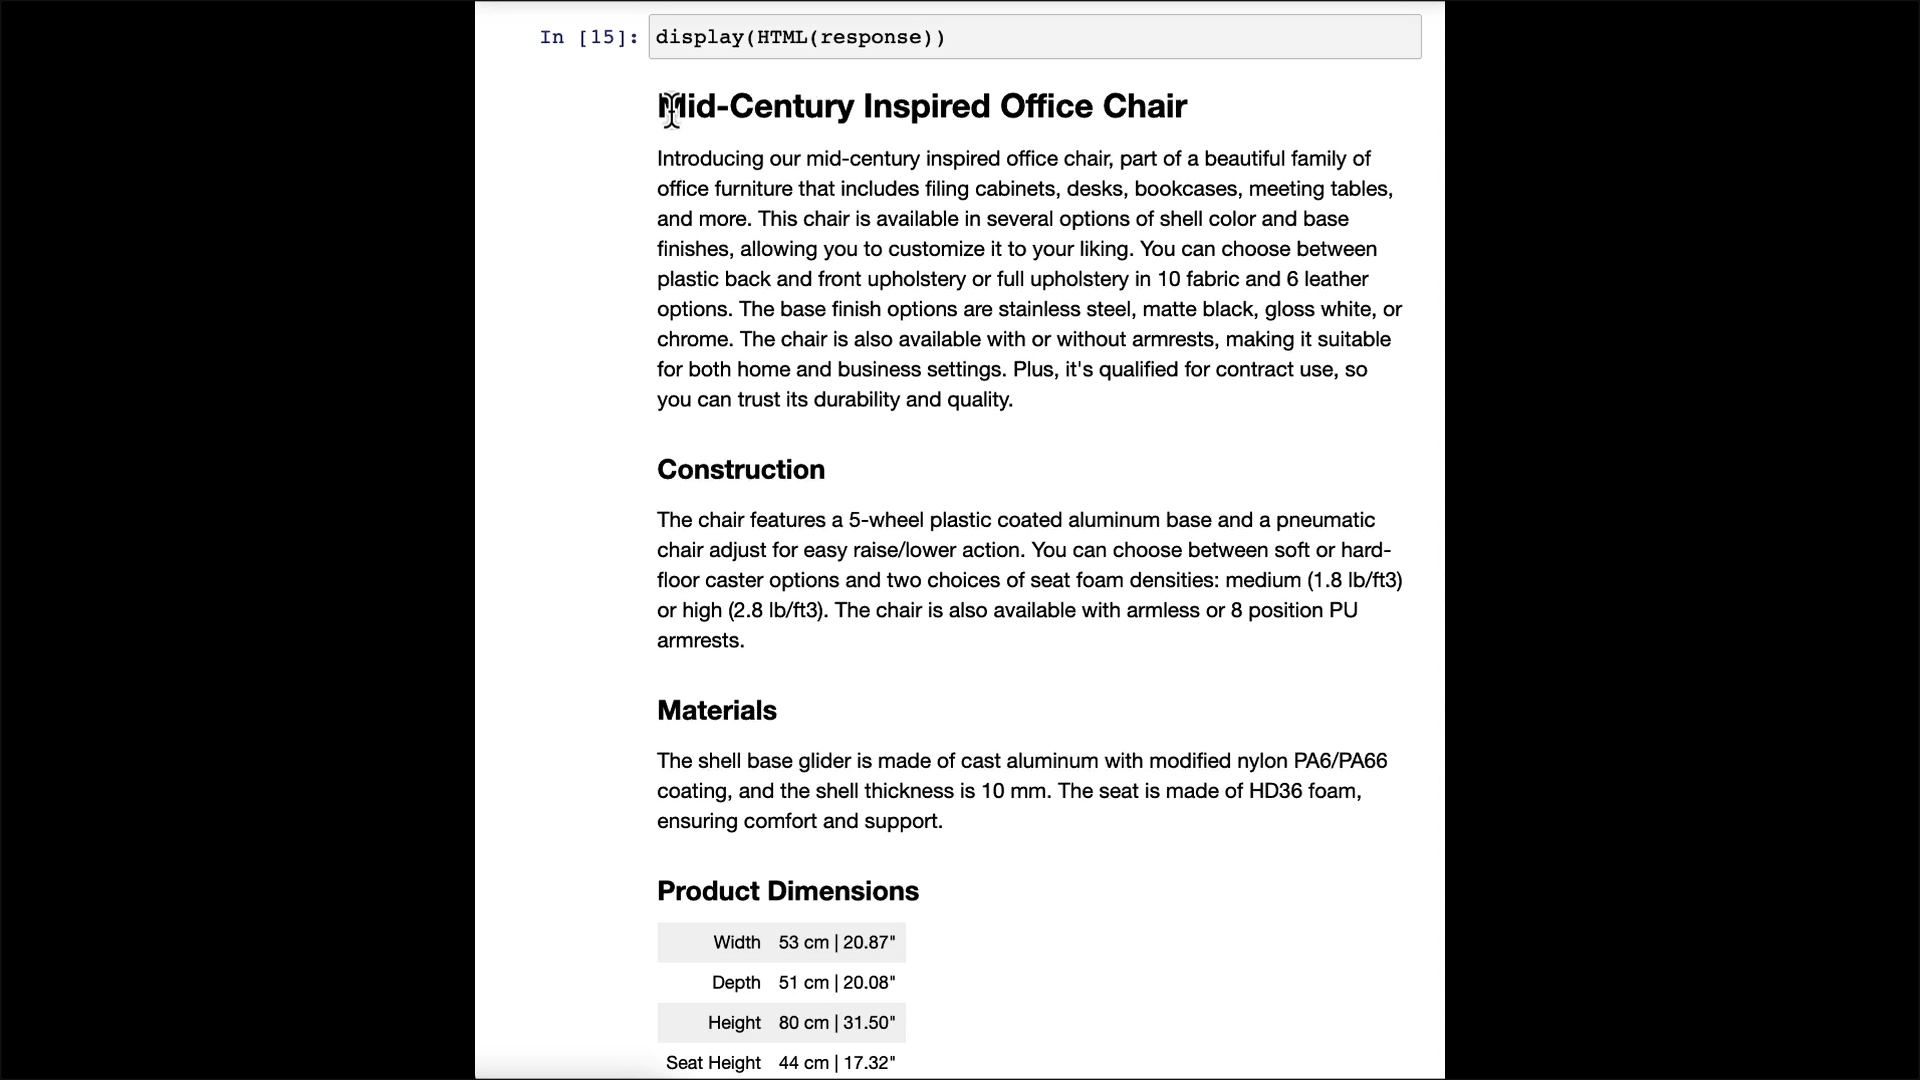 In [15]: display(HTML(response))
Mid-Century Inspired Office Chair
Introducing our mid-century inspired office chair, part of a beautiful family of
office furniture that includes filing cabinets, desks, bookcases, meeting tables,
and more. This chair is available in several options of shell color and base
finishes, allowing you to customize it to your liking. You can choose between
plastic back and front upholstery or full upholstery in 10 fabric and 6 leather
options. The base finish options are stainless steel, matte black, gloss white, or
chrome. The chair is also available with or without armrests, making it suitable
for both home and business settings. Plus, it's qualified for contract use, so
you can trust its durability and quality.
Construction
The chair features a 5-wheel plastic coated aluminum base and a pneumatic
chair adjust for easy raise/lower action. You can choose between soft or hard-
floor caster options and two choices of seat foam densities: medium (1.8 lb/ft3)
or high (2.8 lb/ft3). The chair is also available with armless or 8 position PU
armrests.
Materials
The shell base glider is made of cast aluminum with modified nylon PA6/PA66
coating, and the shell thickness is 10 mm. The seat is made of HD36 foam,
ensuring comfort and support.
Product Dimensions
Width 53 cm | 20.87"
Depth 51 cm | 20.08"
Height 80 cm | 31.50"
Seat Height 44 cm | 17.32"